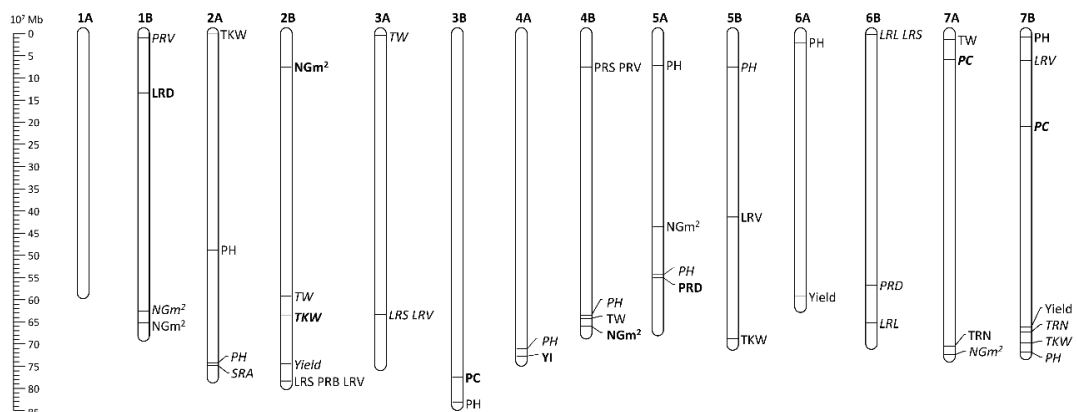 10⁷ Mb 1A 1B 2A 2B 3A 3B 4A 4B 5A 5B 6A 6B 7A 7B
0
5
10
15
20
25
30
35
40
45
50
55
60
65
70
75
80
85
PRV
LRD
NGm²
NGm²
TKW
PH
PH
SRA
NGm²
TW
TKW
Yield
LRS PRB LRV
TW
LRS LRV
PC
PH
PH
YI
PRS PRV
PH
TW
NGm²
PH
NGm²
PH
PRD
PH
LRV
TKW
PH
Yield
LRL LRS
PRD
LRL
TW
PC
TRN
NGm²
PH
LRV
PC
Yield
TRN
TKW
PH